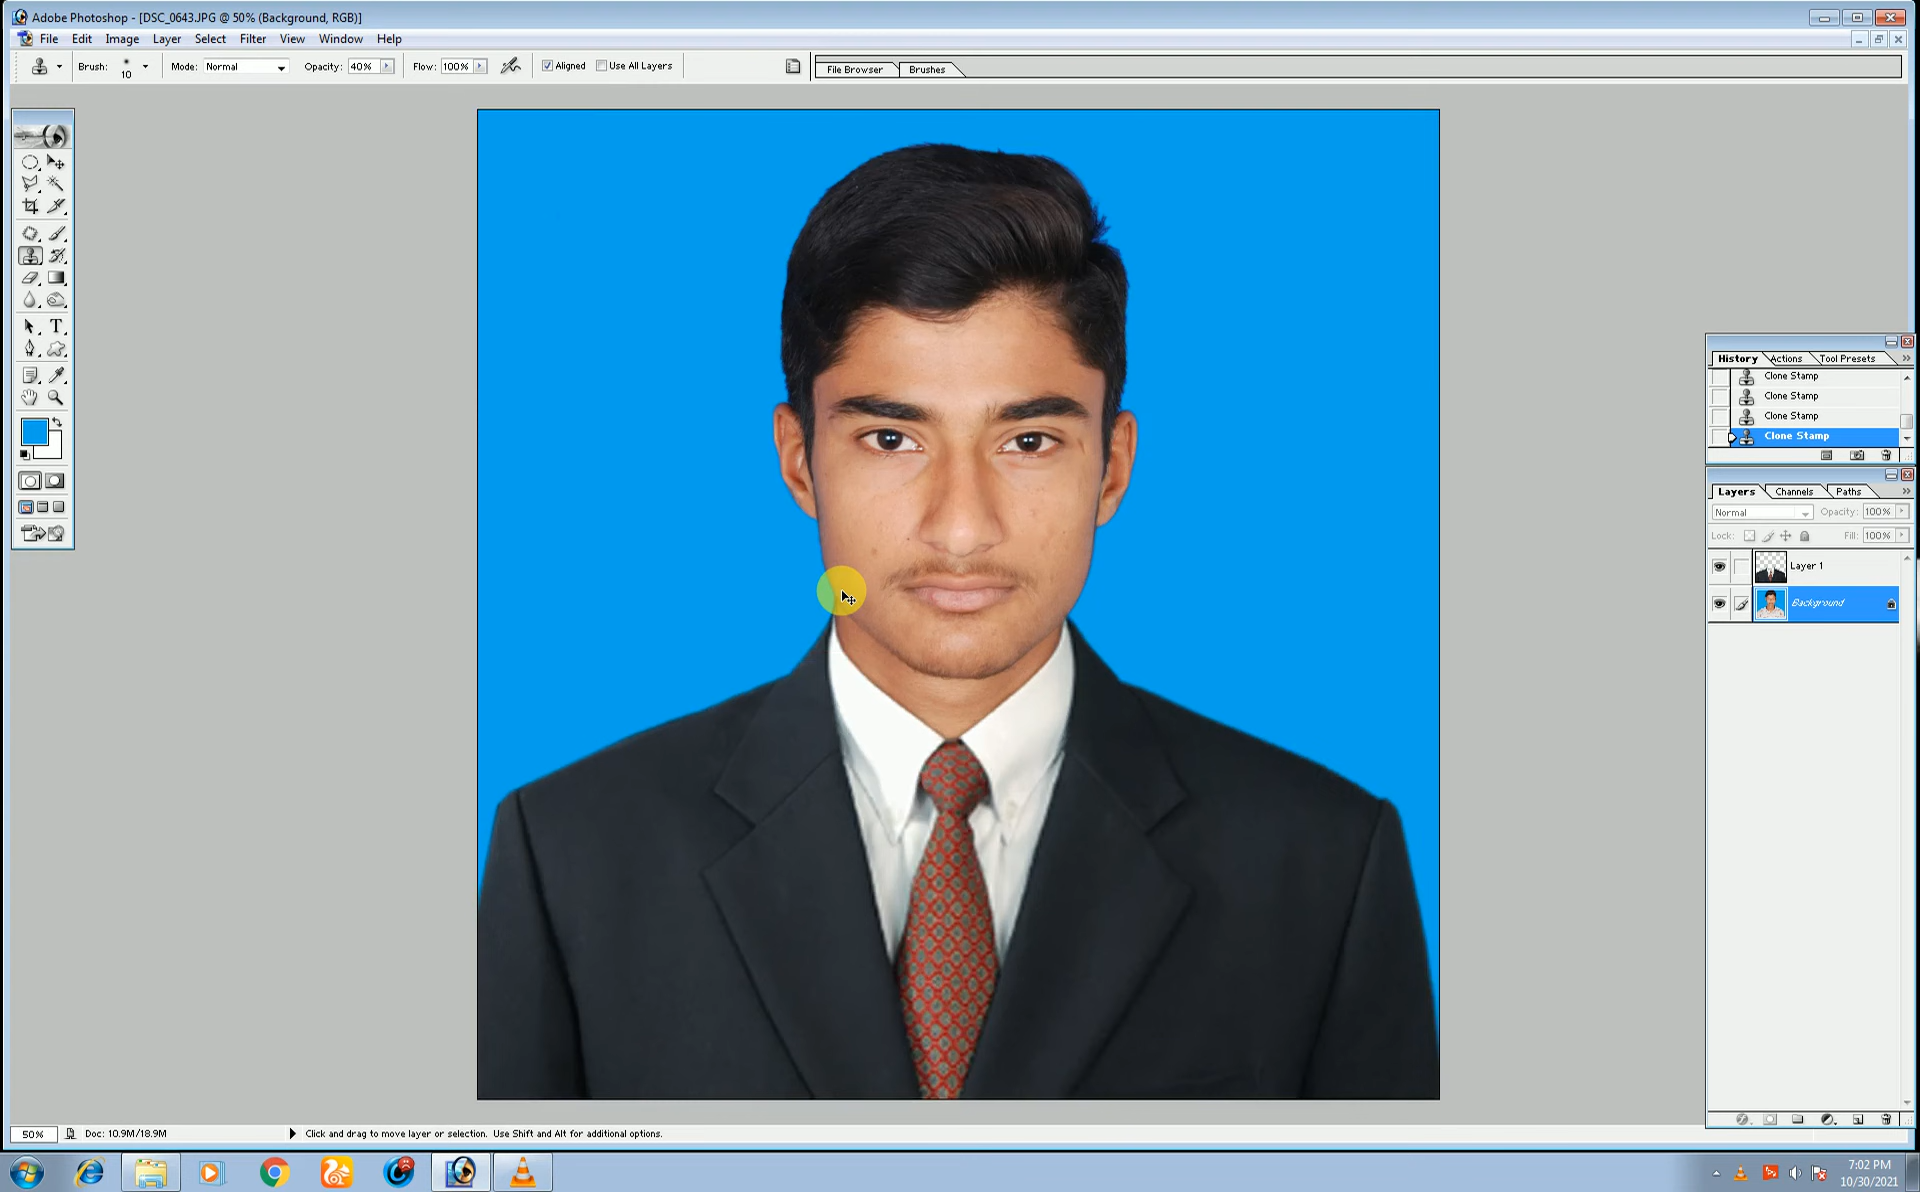 Adobe Photoshop - [DSC_0643.JPG @ 50% (Background, RGB)]
File Edit Image Layer Select Filter View Window Help
Brush: 10 Mode: Normal Opacity: 40% Flow: 100% Aligned Use All Layers File Browser Brushes
History Actions Tool Presets
Clone Stamp
Clone Stamp
Clone Stamp
Clone Stamp
Layers Channels Paths
Normal Opacity: 100%
Lock: Fill: 100%
Layer 1
Background
50% Doc: 10.9M/18.9M Click and drag to move layer or selection. Use Shift and Alt for additional options.
7:02 PM
10/30/2021